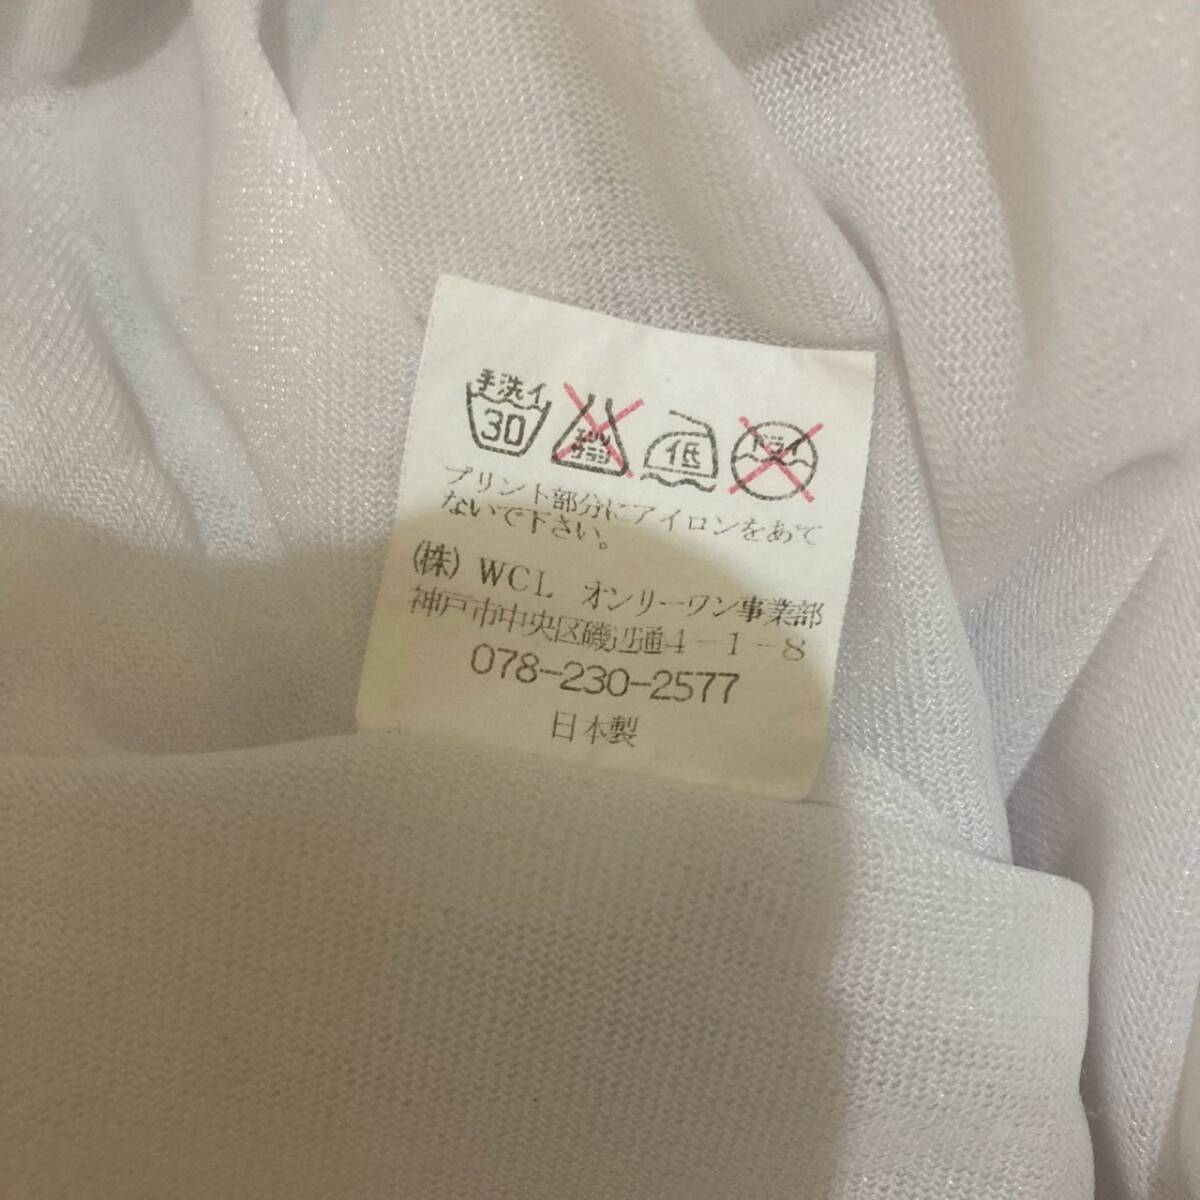 手洗イ
30
エンソ
サラシ
低
ドライ
プリント部分にアイロンをあて
ないで下さい。
(株) WCL オンリーワン事業部
神戸市中央区磯辺通4-1-8
078-230-2577
日本製